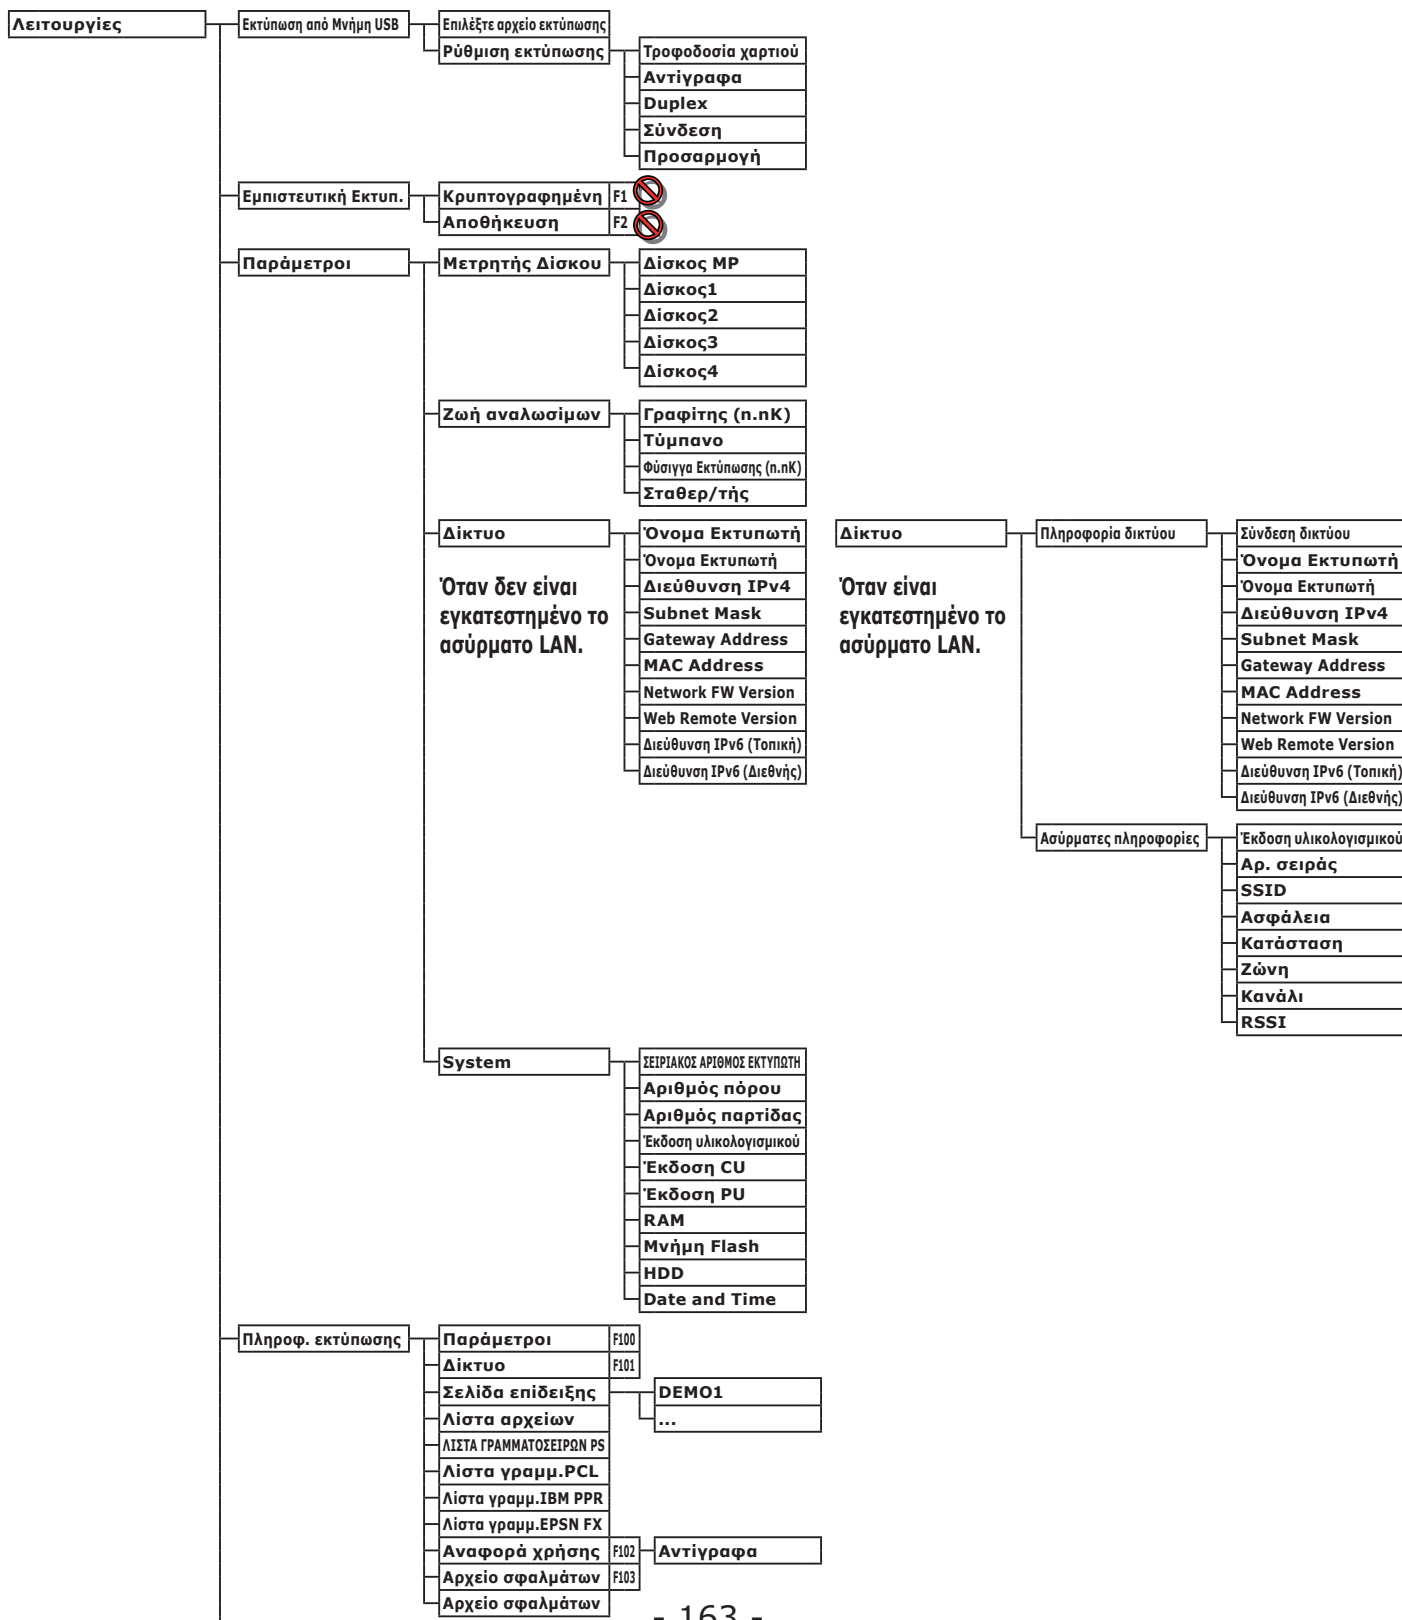 Λειτουργίες
Εκτύπωση από Μνήμη USB
Επιλέξτε αρχείο εκτύπωσης
Ρύθμιση εκτύπωσης
Τροφοδοσία χαρτιού
Αντίγραφα
Duplex
Σύνδεση
Προσαρμογή
Εμπιστευτική Εκτυπ.
Κρυπτογραφημένη F1
Αποθήκευση F2
Παράμετροι
Μετρητής Δίσκου
Δίσκος MP
Δίσκος1
Δίσκος2
Δίσκος3
Δίσκος4
Ζωή αναλωσίμων
Γραφίτης (n.nK)
Τύμπανο
Φύσιγγα Εκτύπωσης (n.nK)
Σταθερ/τής
Δίκτυο
Όταν δεν είναι
εγκατεστημένο το
ασύρματο LAN.
Όνομα Εκτυπωτή
Όνομα Εκτυπωτή
Διεύθυνση IPv4
Subnet Mask
Gateway Address
MAC Address
Network FW Version
Web Remote Version
Διεύθυνση IPv6 (Τοπική)
Διεύθυνση IPv6 (Διεθνής)
Δίκτυο
Όταν είναι
εγκατεστημένο το
ασύρματο LAN.
Πληροφορία δικτύου
Σύνδεση δικτύου
Όνομα Εκτυπωτή
Όνομα Εκτυπωτή
Διεύθυνση IPv4
Subnet Mask
Gateway Address
MAC Address
Network FW Version
Web Remote Version
Διεύθυνση IPv6 (Τοπική)
Διεύθυνση IPv6 (Διεθνής)
Ασύρματες πληροφορίες
Έκδοση υλικολογισμικού
Αρ. σειράς
SSID
Ασφάλεια
Κατάσταση
Ζώνη
Κανάλι
RSSI
System
ΣΕΙΡΙΑΚΟΣ ΑΡΙΘΜΟΣ ΕΚΤΥΠΩΤΗ
Αριθμός πόρου
Αριθμός παρτίδας
Έκδοση υλικολογισμικού
Έκδοση CU
Έκδοση PU
RAM
Μνήμη Flash
HDD
Date and Time
Πληροφ. εκτύπωσης
Παράμετροι F100
Δίκτυο F101
Σελίδα επίδειξης
DEMO1
...
Λίστα αρχείων
ΛΙΣΤΑ ΓΡΑΜΜΑΤΟΣΕΙΡΩΝ PS
Λίστα γραμμ.PCL
Λίστα γραμμ.IBM PPR
Λίστα γραμμ.EPSN FX
Αναφορά χρήσης F102
Αντίγραφα
Αρχείο σφαλμάτων F103
Αρχείο σφαλμάτων
- 163 -